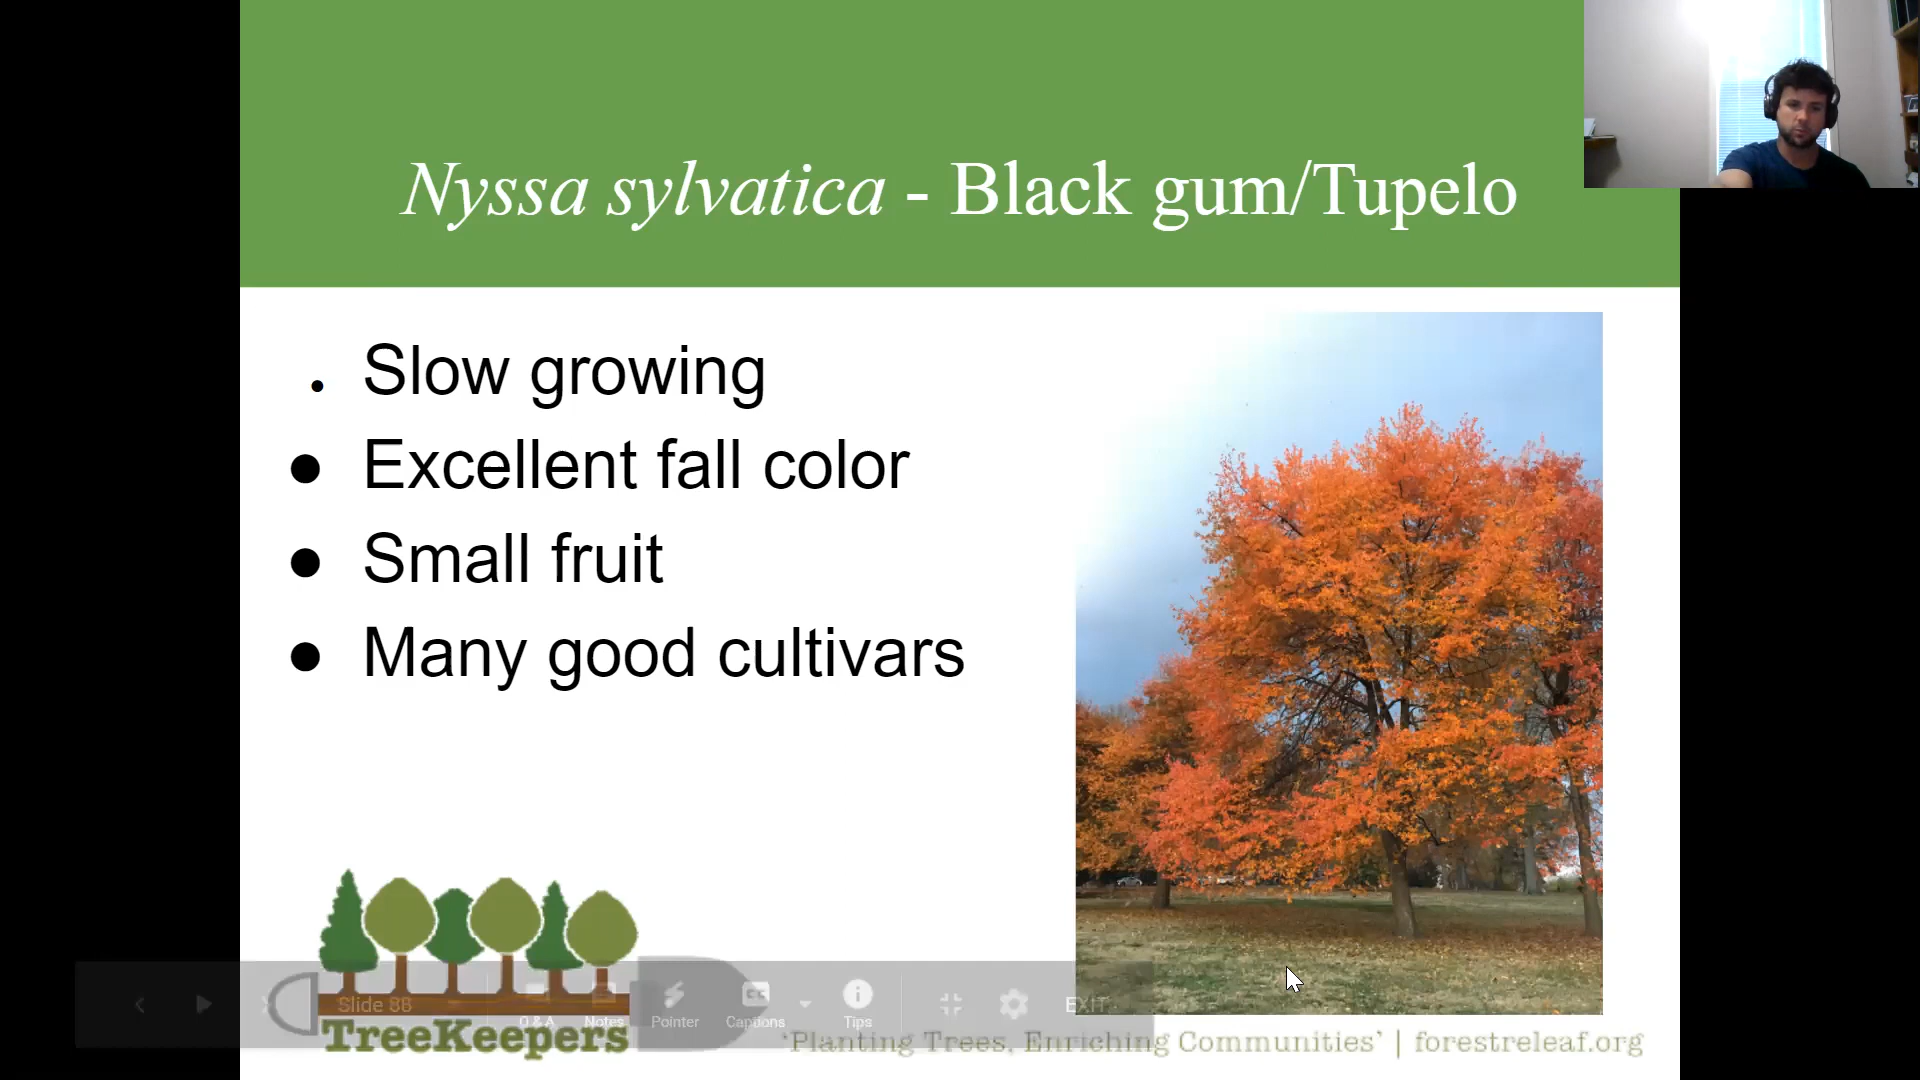 Nyssa sylvatica - Black gum/Tupelo
Slow growing
Excellent fall color
Small fruit
Many good cultivars
Slide 88
Q & A
Notes
Pointer
Captions
Tips
EXIT
TreeKeepers
'Planting Trees, Enriching Communities' | forestreleaf.org